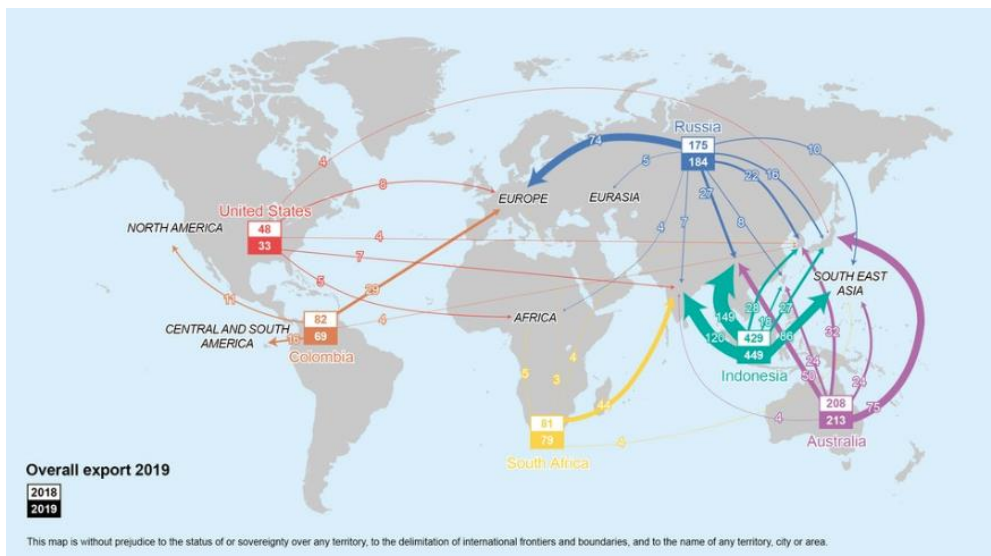 4
74
Russia
175
184
10
5
22
16
8
EUROPE
EURASIA
27
United States
NORTH AMERICA
48
33
4
4
7
8
7
SOUTH EAST
ASIA
5
29
11
82
69
4
CENTRAL AND SOUTH
AMERICA
16
Colombia
AFRICA
149
28
27
120
429
449
86
32
Indonesia
24
50
24
4
5
3
44
81
79
South Africa
4
208
213
75
Australia
Overall export 2019
2018
2019
This map is without prejudice to the status of or sovereignty over any territory, to the delimitation of international frontiers and boundaries, and to the name of any territory, city or area.